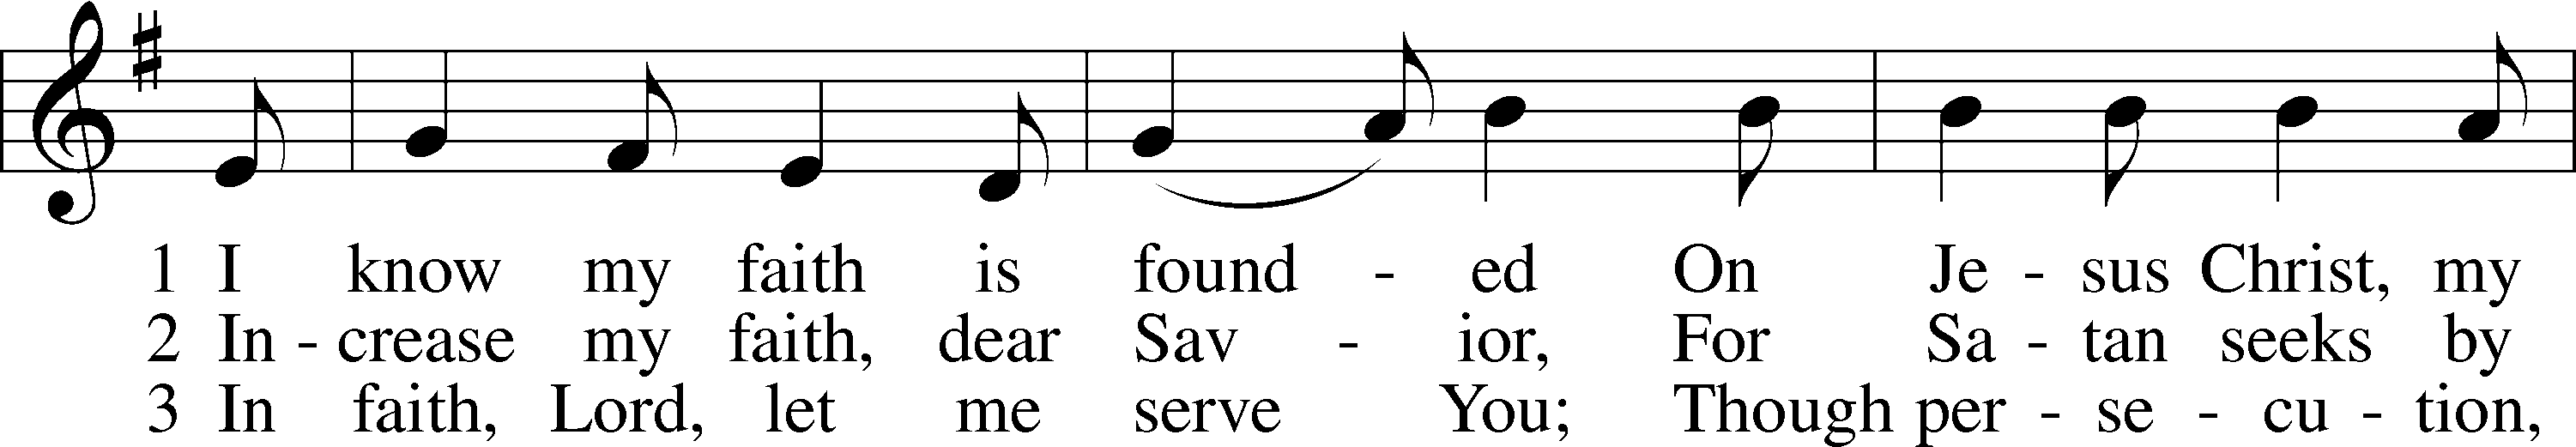 1 I know my faith is found - ed On Je - sus Christ, my
2 In - crease my faith, dear Sav - ior, For Sa - tan seeks by
3 In faith, Lord, let me serve You; Though per - se - cu - tion,